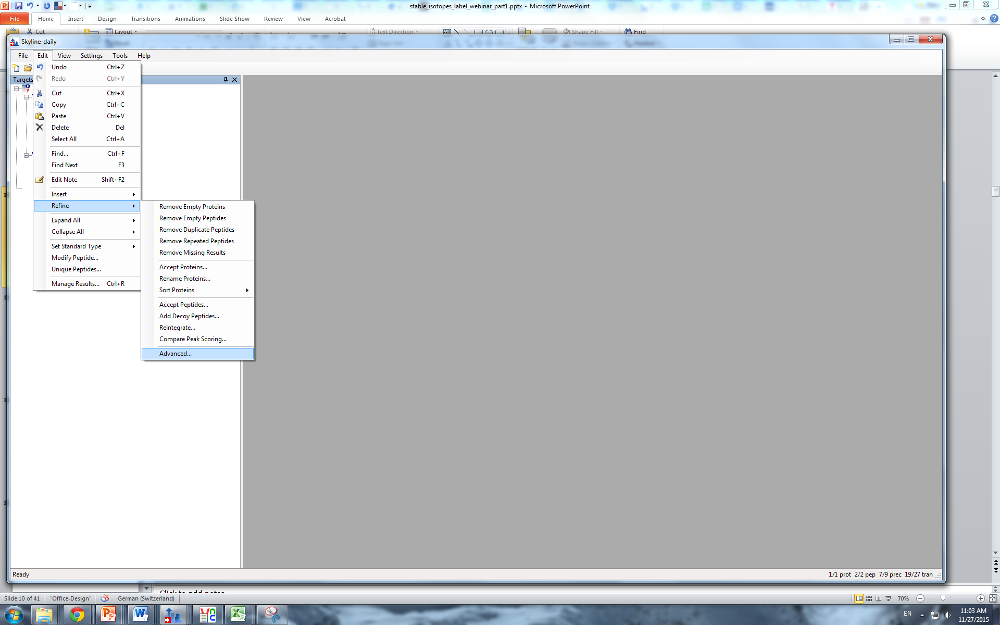 stable_isotopes_label_webinar_part1.pptx - Microsoft PowerPoint
File Home Insert Design Transitions Animations Slide Show Review View Acrobat
Cut Layout Text Direction Shape Fill Find
Skyline-daily
File Edit View Settings Tools Help
Targets
Undo Ctrl+Z
Redo Ctrl+Y
Cut Ctrl+X
Copy Ctrl+C
Paste Ctrl+V
Delete Del
Select All Ctrl+A
Find... Ctrl+F
Find Next F3
Edit Note Shift+F2
Insert
Refine
Expand All
Collapse All
Set Standard Type
Modify Peptide...
Unique Peptides...
Manage Results... Ctrl+R
Remove Empty Proteins
Remove Empty Peptides
Remove Duplicate Peptides
Remove Repeated Peptides
Remove Missing Results
Accept Proteins...
Rename Proteins...
Sort Proteins
Accept Peptides...
Add Decoy Peptides...
Reintegrate...
Compare Peak Scoring...
Advanced...
Ready
1/1 prot 2/2 pep 7/9 prec 19/27 tran
Slide 10 of 41 "Office-Design" German (Switzerland) 70%
EN
11:03 AM
11/27/2015